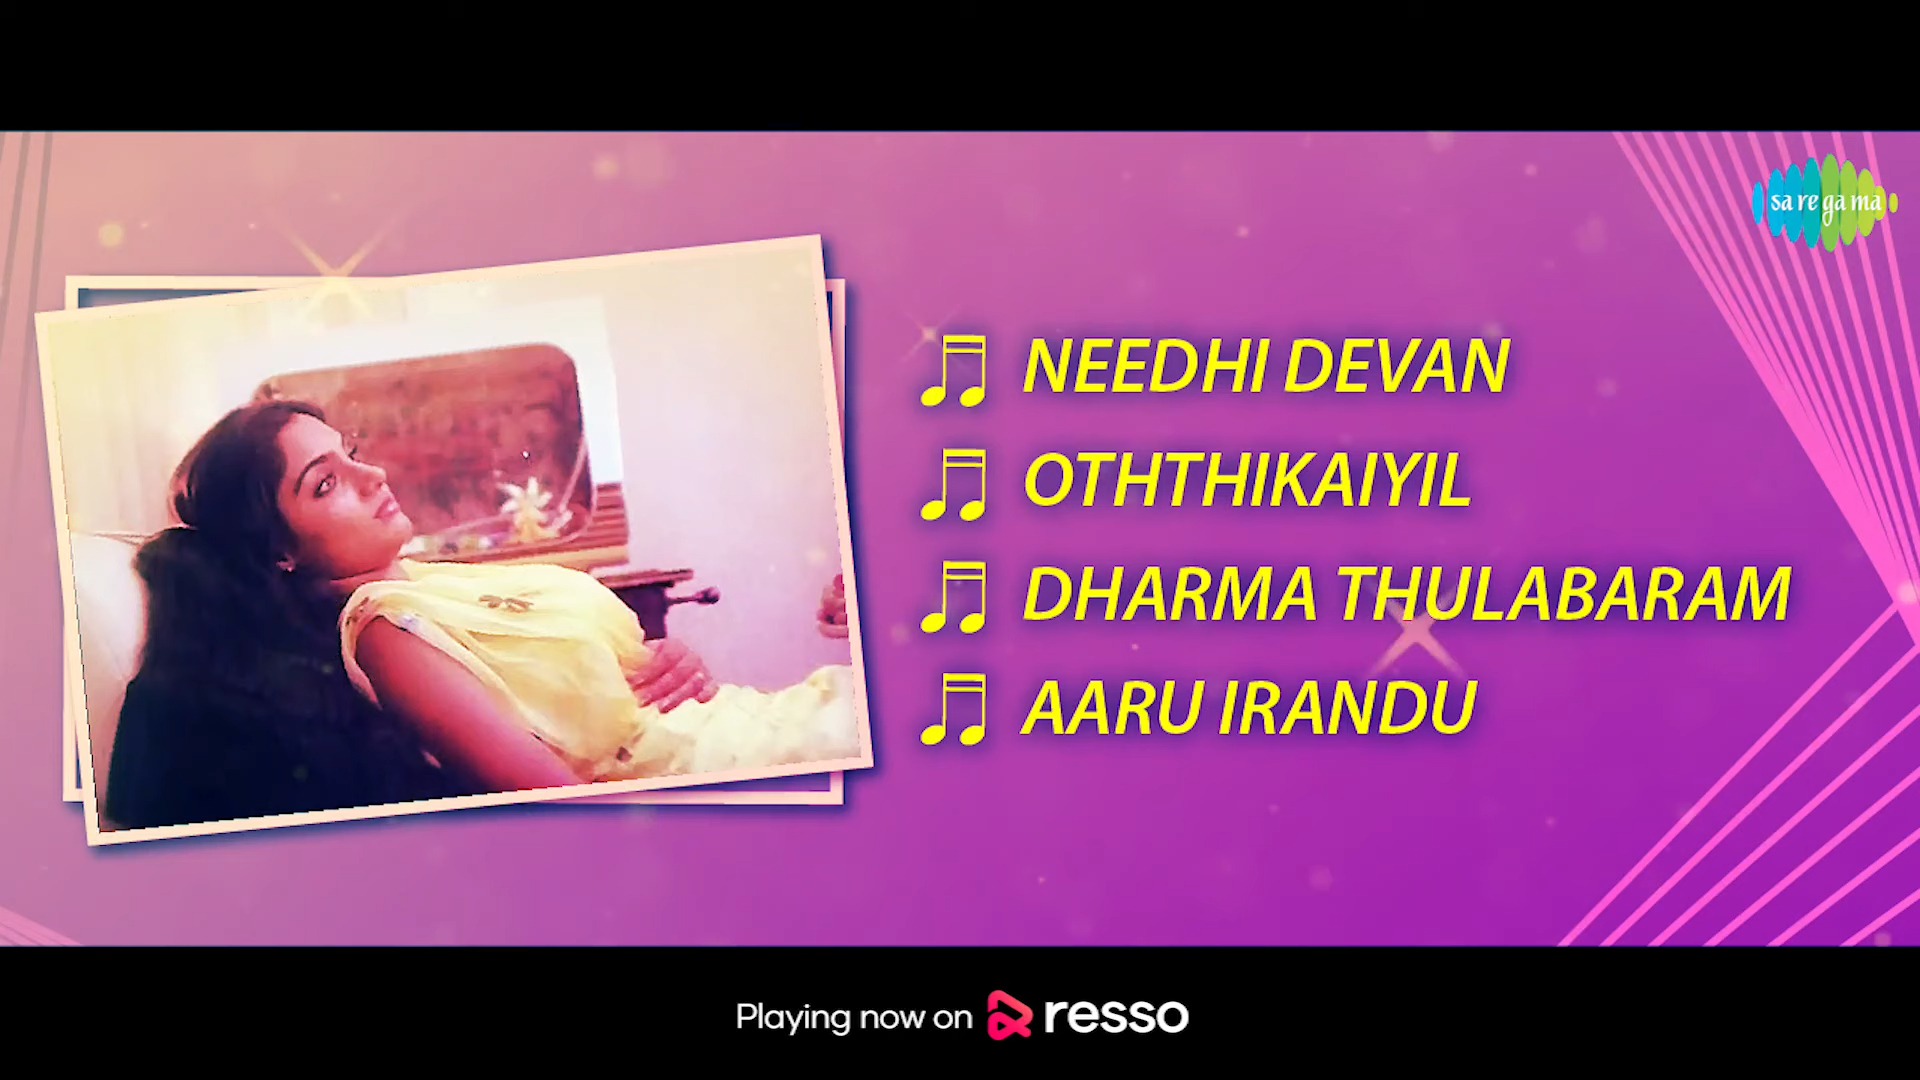 sa re ga ma
NEEDHI DEVAN
OTHTHIKAIYIL
DHARMA THULABARAM
AARU IRANDU
Playing now on resso